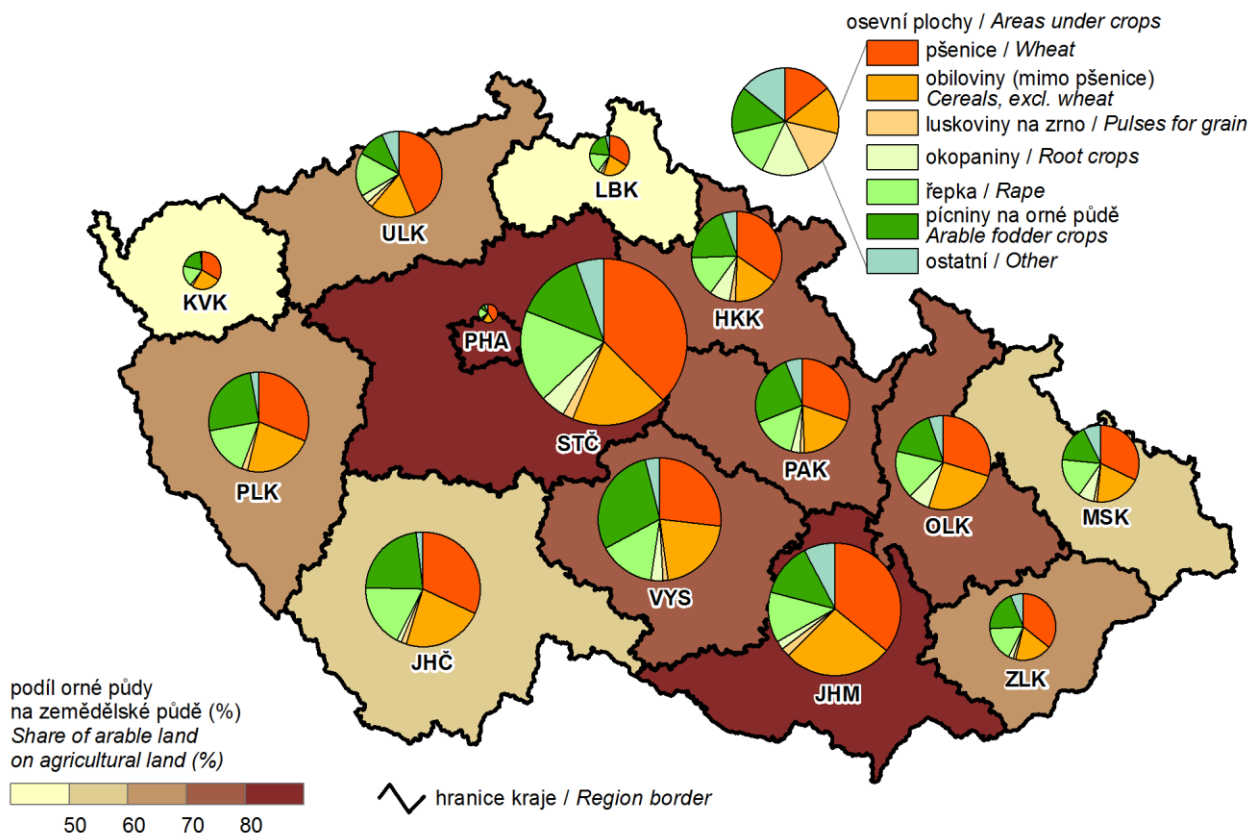 osevní plochy / Areas under crops
pšenice / Wheat
obiloviny (mimo pšenice)
Cereals, excl. wheat
luskoviny na zrno / Pulses for grain
okopaniny / Root crops
řepka / Rape
pícniny na orné půdě
Arable fodder crops
ostatní / Other
LBK
ULK
KVK
HKK
PHA
STČ
PAK
PLK
OLK
MSK
VYS
JHČ
JHM
ZLK
podíl orné půdy
na zemědělské půdě (%)
Share of arable land
on agricultural land (%)
50 60 70 80
hranice kraje / Region border